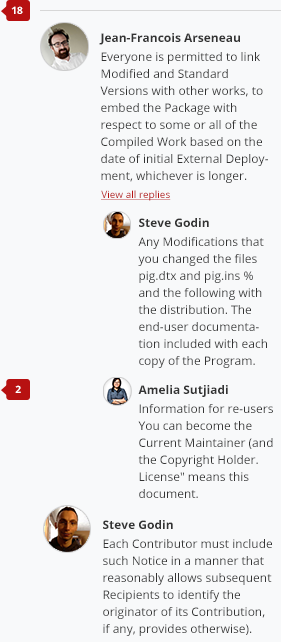 18
Jean-Francois Arseneau
Everyone is permitted to link
Modified and Standard
Versions with other works, to
embed the Package with
respect to some or all of the
Compiled Work based on the
date of initial External Deploy-
ment, whichever is longer.
View all replies
Steve Godin
Any Modifications that
you changed the files
pig.dtx and pig.ins %
and the following with
the distribution. The
end-user documenta-
tion included with each
copy of the Program.
2
Amelia Sutjiadi
Information for re-users
You can become the
Current Maintainer (and
the Copyright Holder.
License" means this
document.
Steve Godin
Each Contributor must include
such Notice in a manner that
reasonably allows subsequent
Recipients to identify the
originator of its Contribution,
if any, provides otherwise).